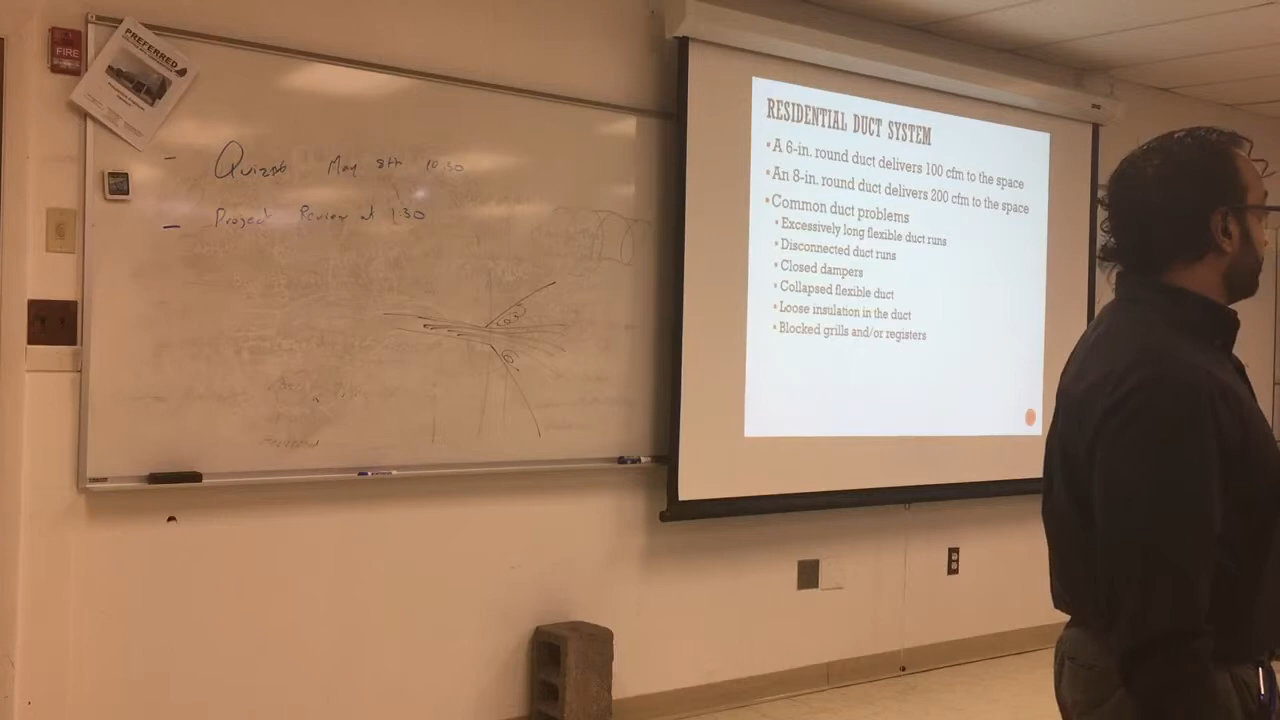 FIRE
PREFERRED
- May 8th 10:30
- Project Review at 1:30
RESIDENTIAL DUCT SYSTEM
▪A 6-in. round duct delivers 100 cfm to the space
▪An 8-in. round duct delivers 200 cfm to the space
▪Common duct problems
▪Excessively long flexible duct runs
▪Disconnected duct runs
▪Closed dampers
▪Collapsed flexible duct
▪Loose insulation in the duct
▪Blocked grills and/or registers